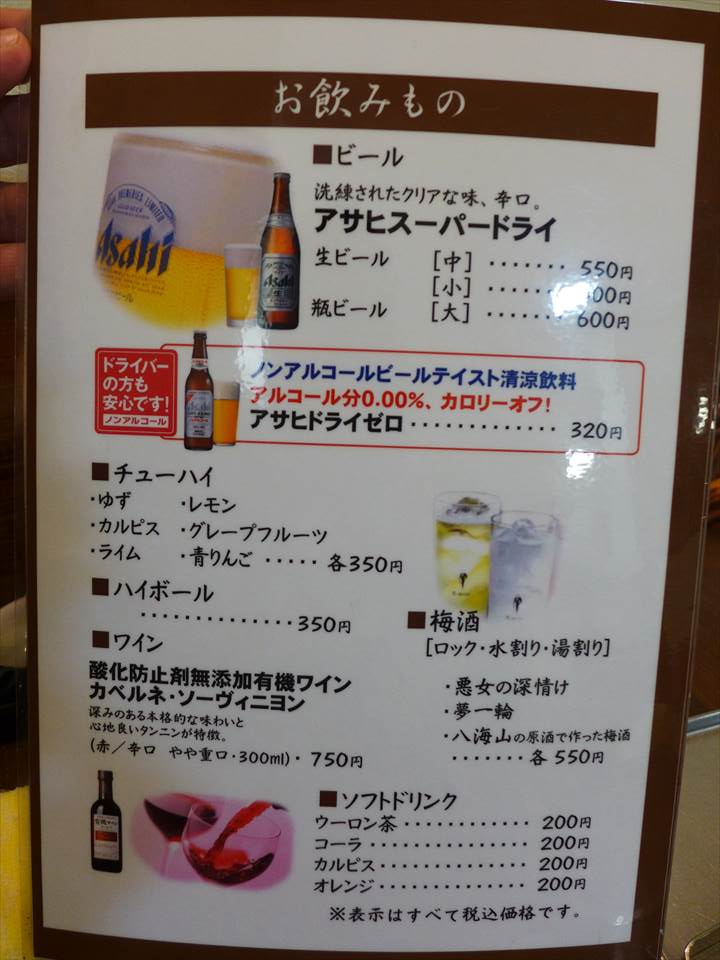 お飲みもの
■ビール
洗練されたクリアな味、辛口。
アサヒスーパードライ
生ビール [中] ······· 550円
[小] ······ 00円
瓶ビール [大] ······· 600円
Asahi
ドライバー
の方も
安心です!
ノンアルコール
ノンアルコールビールテイスト清涼飲料
アルコール分0.00%、カロリーオフ!
アサヒドライゼロ ············· 320円
■チューハイ
・ゆず ・レモン
・カルピス ・グレープフルーツ
・ライム ・青りんご ····· 各350円
■ハイボール
·············· 350円
■ワイン
酸化防止剤無添加有機ワイン
カベルネ・ソーヴィニヨン
深みのある本格的な味わいと
心地良いタンニンが特徴。
(赤/辛口 やや重口・300ml)・ 750円
■梅酒
[ロック・水割り・湯割り]
・悪女の深情け
・夢一輪
・八海山の原酒で作った梅酒
······· 各 550円
■ソフトドリンク
ウーロン茶 ············ 200円
コーラ ··············· 200円
カルピス ·············· 200円
オレンジ ·············· 200円
※表示はすべて税込価格です。